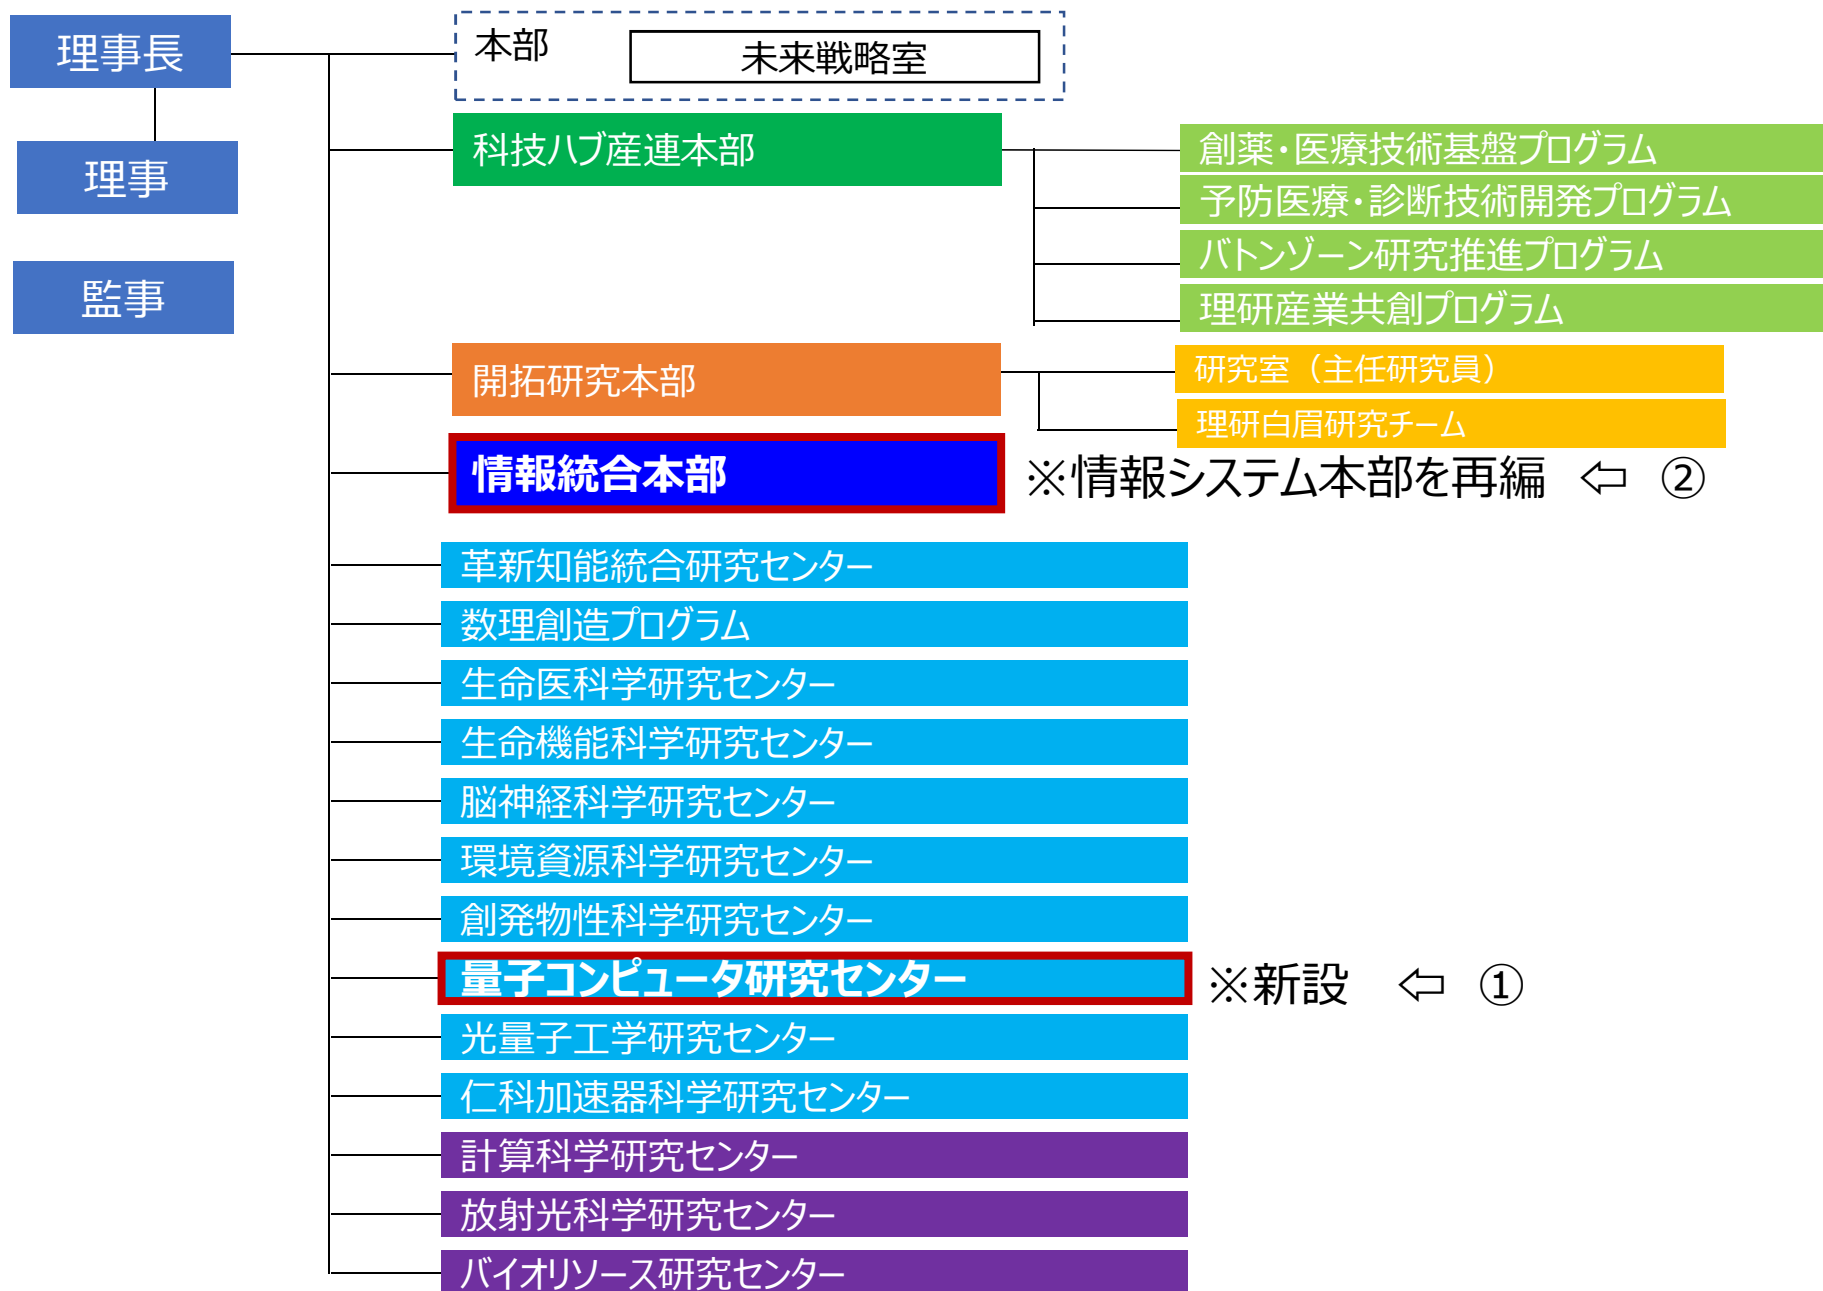 理事長
理事
監事
本部
未来戦略室
科技ハブ産連本部
創薬・医療技術基盤プログラム
予防医療・診断技術開発プログラム
バトンゾーン研究推進プログラム
理研産業共創プログラム
開拓研究本部
研究室（主任研究員）
理研白眉研究チーム
情報統合本部
※情報システム本部を再編 ⇦ ②
革新知能統合研究センター
数理創造プログラム
生命医科学研究センター
生命機能科学研究センター
脳神経科学研究センター
環境資源科学研究センター
創発物性科学研究センター
量子コンピュータ研究センター
※新設 ⇦ ①
光量子工学研究センター
仁科加速器科学研究センター
計算科学研究センター
放射光科学研究センター
バイオリソース研究センター